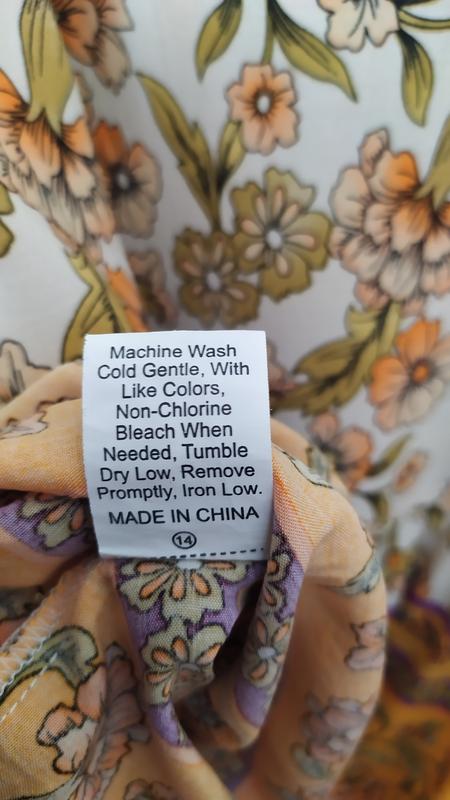 Machine Wash
Cold Gentle, With
Like Colors,
Non-Chlorine
Bleach When
Needed, Tumble
Dry Low, Remove
Promptly, Iron Low.
MADE IN CHINA
14